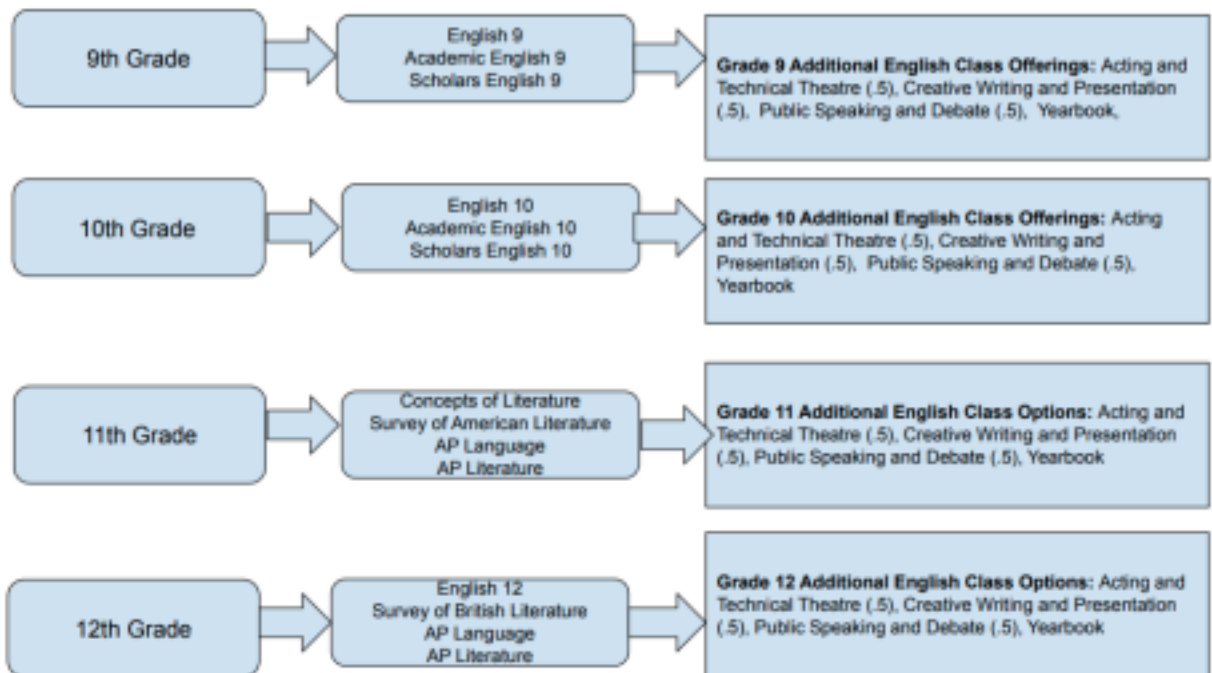 9th Grade
English 9
Academic English 9
Scholars English 9
Grade 9 Additional English Class Offerings: Acting and
Technical Theatre (.5), Creative Writing and Presentation
(.5),  Public Speaking and Debate (.5),  Yearbook,
10th Grade
English 10
Academic English 10
Scholars English 10
Grade 10 Additional English Class Offerings: Acting
and Technical Theatre (.5), Creative Writing and
Presentation (.5),  Public Speaking and Debate (.5),
Yearbook
11th Grade
Concepts of Literature
Survey of American Literature
AP Language
AP Literature
Grade 11 Additional English Class Options: Acting and
Technical Theatre (.5), Creative Writing and Presentation
(.5), Public Speaking and Debate (.5), Yearbook
12th Grade
English 12
Survey of British Literature
AP Language
AP Literature
Grade 12 Additional English Class Options: Acting and
Technical Theatre (.5), Creative Writing and Presentation
(.5), Public Speaking and Debate (.5), Yearbook